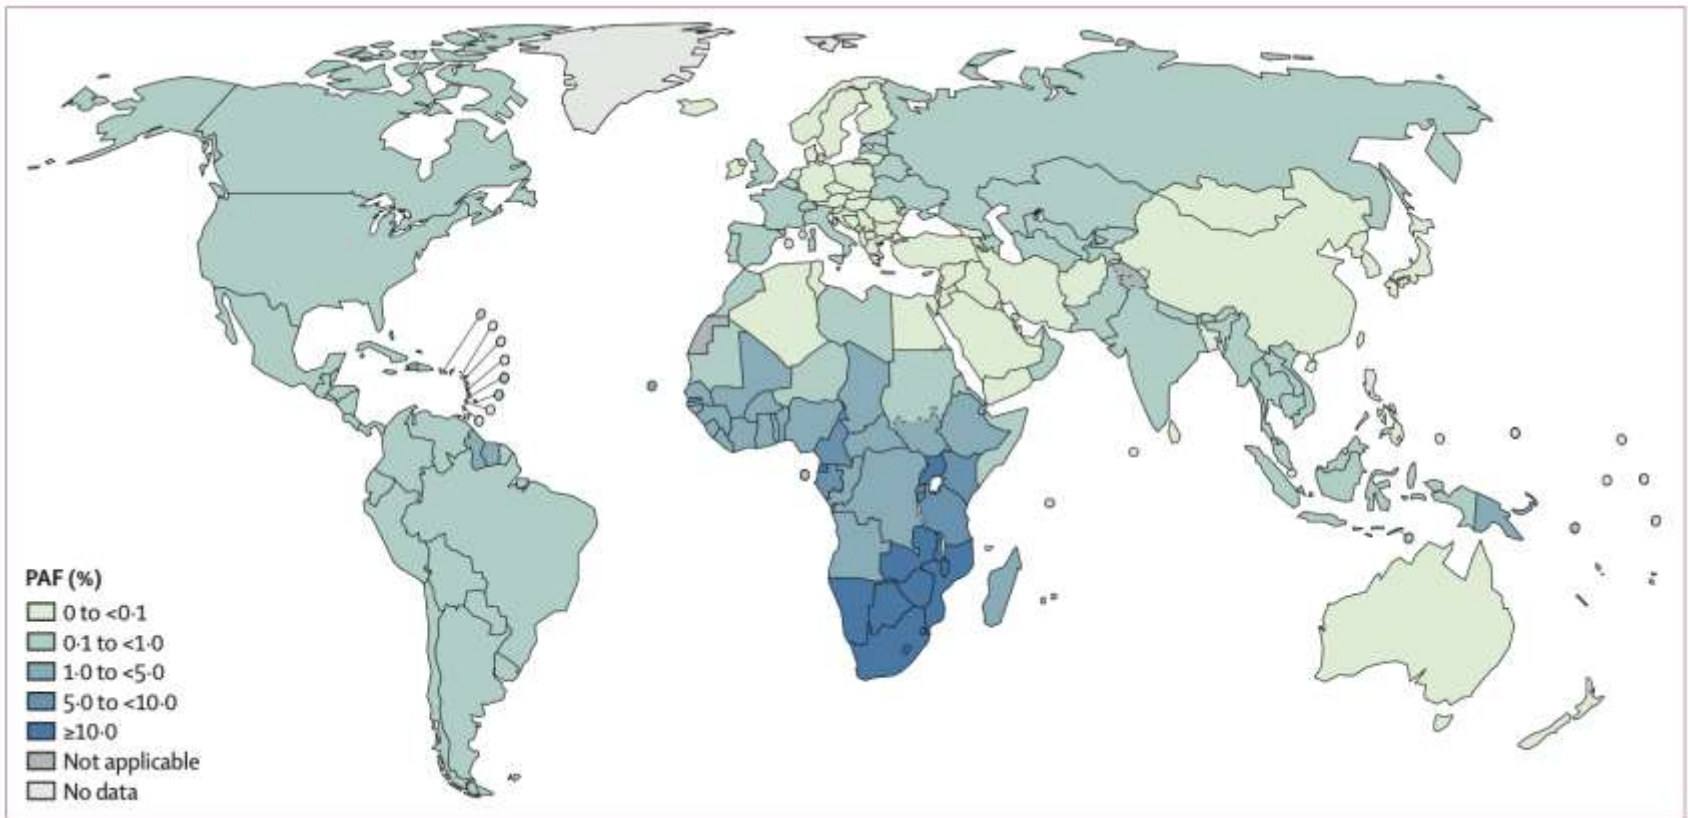 PAF (%)
0 to <0·1
0·1 to <1·0
1·0 to <5·0
5·0 to <10·0
≥10·0
Not applicable
No data